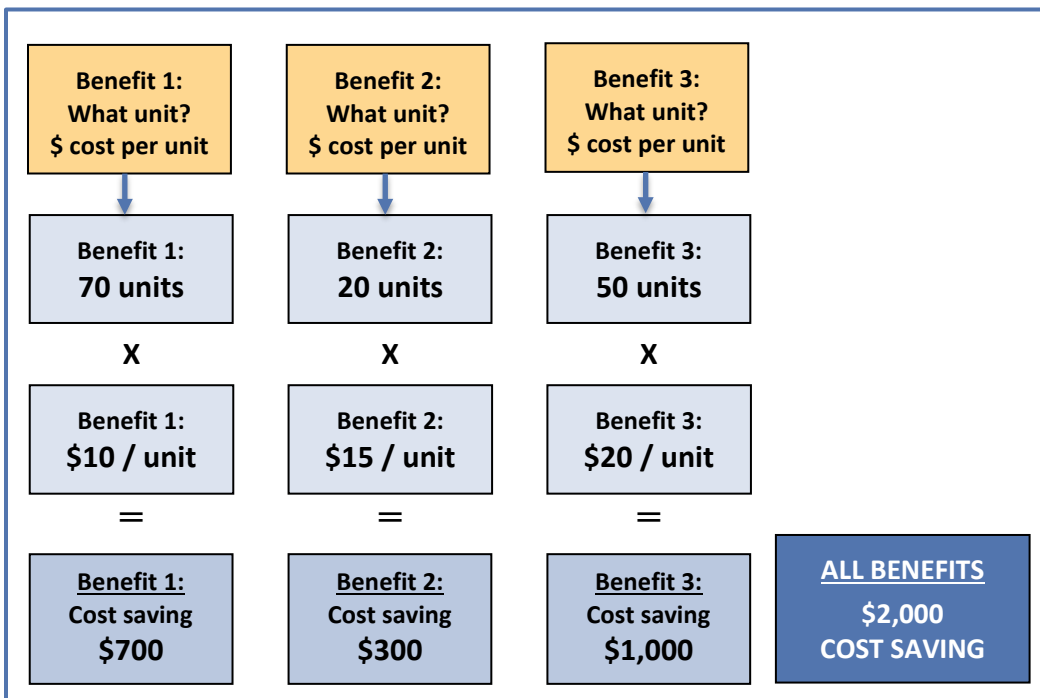 Benefit 1:
What unit?
$ cost per unit
Benefit 2:
What unit?
$ cost per unit
Benefit 3:
What unit?
$ cost per unit
Benefit 1:
70 units
Benefit 2:
20 units
Benefit 3:
50 units
X
X
X
Benefit 1:
$10 / unit
Benefit 2:
$15 / unit
Benefit 3:
$20 / unit
=
=
=
Benefit 1:
Cost saving
$700
Benefit 2:
Cost saving
$300
Benefit 3:
Cost saving
$1,000
ALL BENEFITS
$2,000
COST SAVING